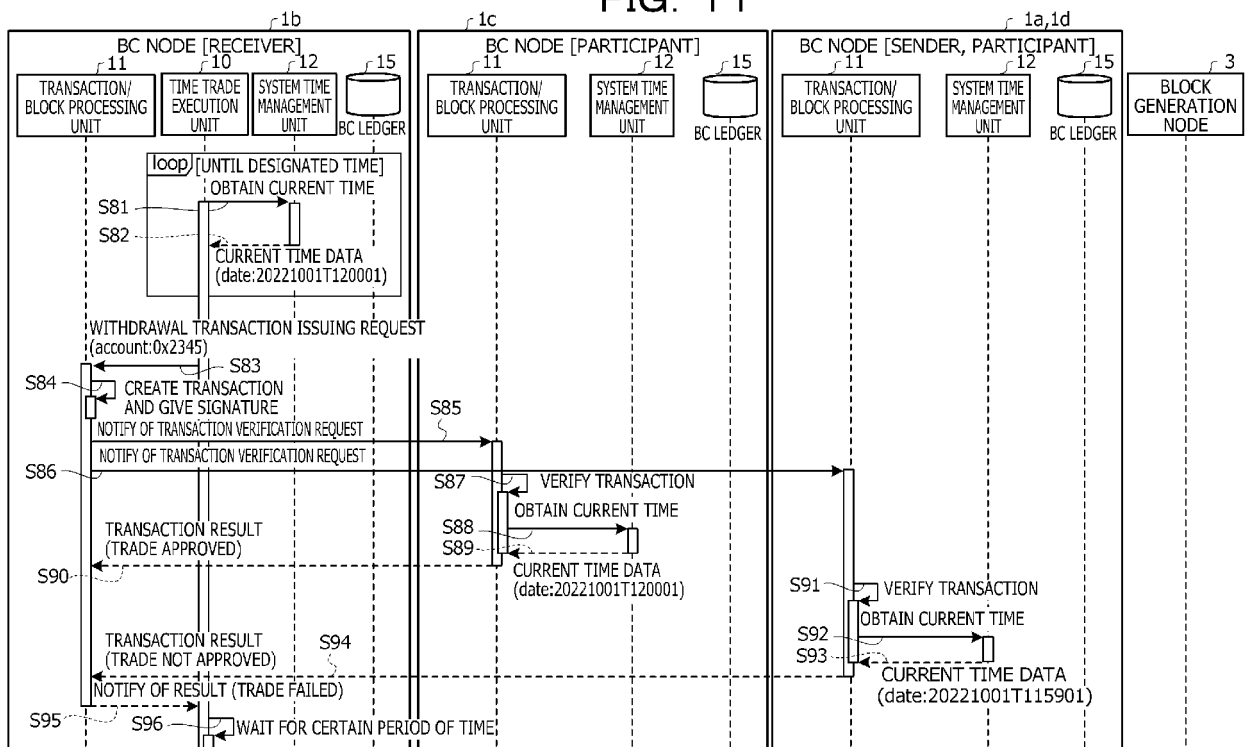 FIG. 11
1b
1c
1a,1d
BC NODE [RECEIVER]
BC NODE [PARTICIPANT]
BC NODE [SENDER, PARTICIPANT]
11
10
12
15
11
12
15
11
12
15
3
TRANSACTION/
BLOCK PROCESSING
UNIT
TIME TRADE
EXECUTION
UNIT
SYSTEM TIME
MANAGEMENT
UNIT
BC LEDGER
TRANSACTION/
BLOCK PROCESSING
UNIT
SYSTEM TIME
MANAGEMENT
UNIT
BC LEDGER
TRANSACTION/
BLOCK PROCESSING
UNIT
SYSTEM TIME
MANAGEMENT
UNIT
BC LEDGER
BLOCK
GENERATION
NODE
loop [UNTIL DESIGNATED TIME]
OBTAIN CURRENT TIME
S81
S82
CURRENT TIME DATA
(date:20221001T120001)
WITHDRAWAL TRANSACTION ISSUING REQUEST
(account:0x2345)
S83
S84
CREATE TRANSACTION
AND GIVE SIGNATURE
S85
NOTIFY OF TRANSACTION VERIFICATION REQUEST
NOTIFY OF TRANSACTION VERIFICATION REQUEST
S86
S87
VERIFY TRANSACTION
OBTAIN CURRENT TIME
S88
S89
TRANSACTION RESULT
(TRADE APPROVED)
S90
CURRENT TIME DATA
(date:20221001T120001)
S91
VERIFY TRANSACTION
OBTAIN CURRENT TIME
S92
S93
TRANSACTION RESULT
(TRADE NOT APPROVED)
S94
CURRENT TIME DATA
(date:20221001T115901)
NOTIFY OF RESULT (TRADE FAILED)
S95
S96
WAIT FOR CERTAIN PERIOD OF TIME